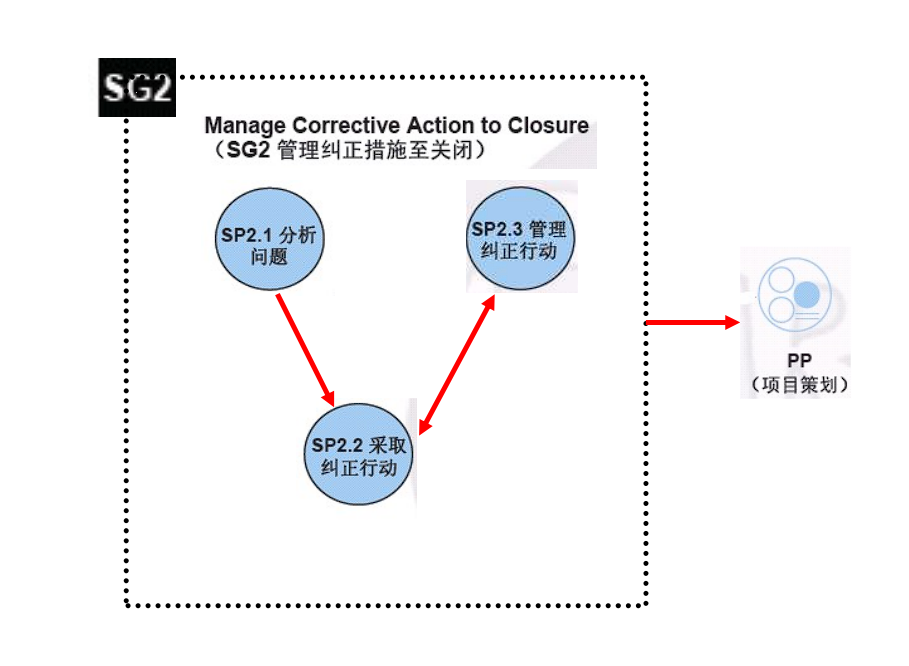 SG2
Manage Corrective Action to Closure
（SG2 管理纠正措施至关闭）
SP2.1 分析
问题
SP2.3 管理
纠正行动
SP2.2 采取
纠正行动
PP
（项目策划）